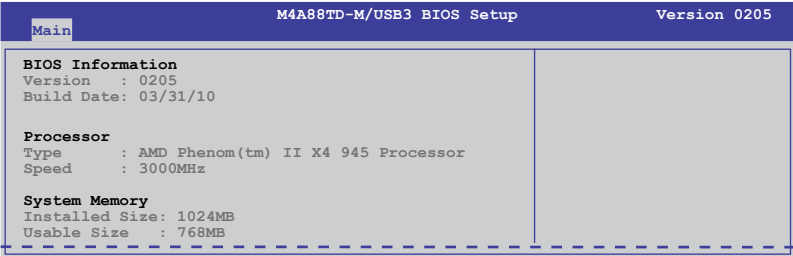 M4A88TD-M/USB3 BIOS Setup Version 0205
Main
BIOS Information
Version : 0205
Build Date: 03/31/10
Processor
Type : AMD Phenom(tm) II X4 945 Processor
Speed : 3000MHz
System Memory
Installed Size: 1024MB
Usable Size : 768MB